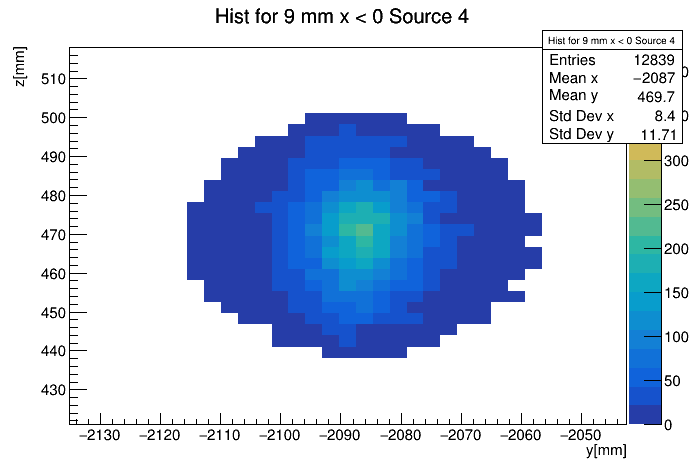 Hist for 9 mm x < 0 Source 4
z[mm]
Hist for 9 mm x < 0 Source 4
Entries 12839
Mean x −2087
Mean y 469.7
Std Dev x 8.4
Std Dev y 11.71
510
500
490
480
470
460
450
440
430
−2130 −2120 −2110 −2100 −2090 −2080 −2070 −2060 −2050
y[mm]
0
0
300
250
200
150
100
50
0